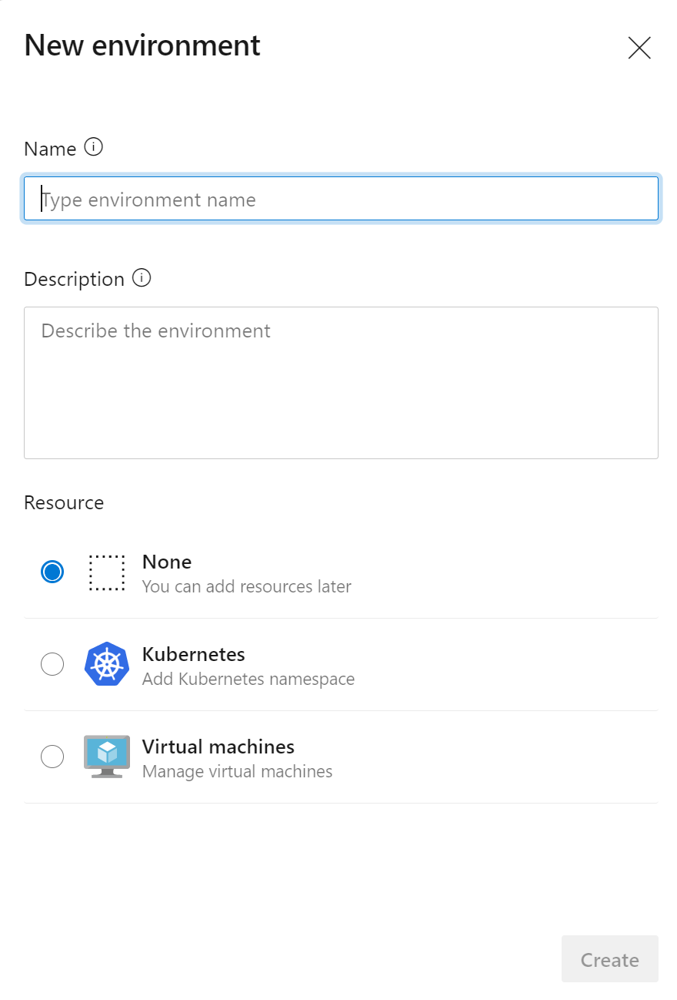 New environment
Name
Type environment name
Description
Describe the environment
Resource
None
You can add resources later
Kubernetes
Add Kubernetes namespace
Virtual machines
Manage virtual machines
Create